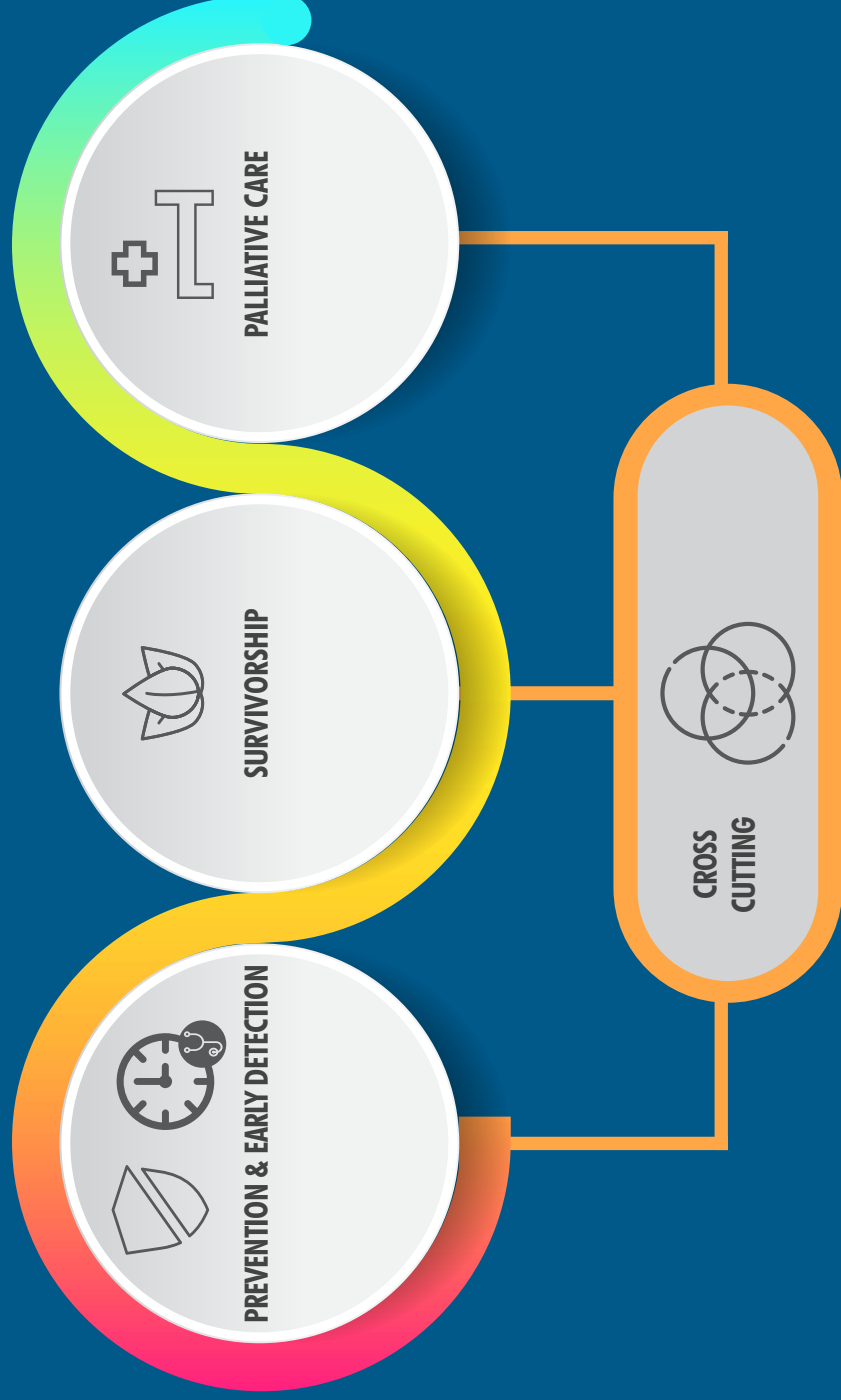 PREVENTION & EARLY DETECTION
SURVIVORSHIP
PALLIATIVE CARE
CROSS
CUTTING